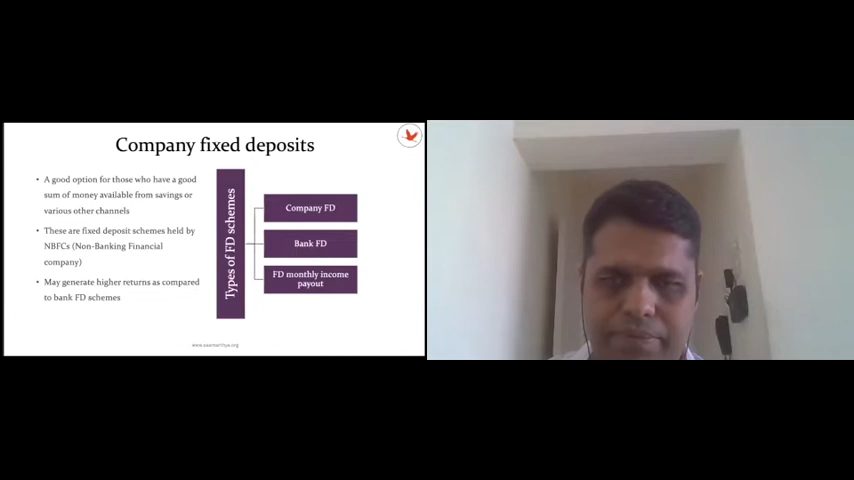 Company fixed deposits
• A good option for those who have a good
sum of money available from savings or
various other channels
• These are fixed deposit schemes held by
NBFCs (Non-Banking Financial
company)
• May generate higher returns as compared
to bank FD schemes
Types of FD schemes
Company FD
Bank FD
FD monthly income
payout
www.saamarthya.org